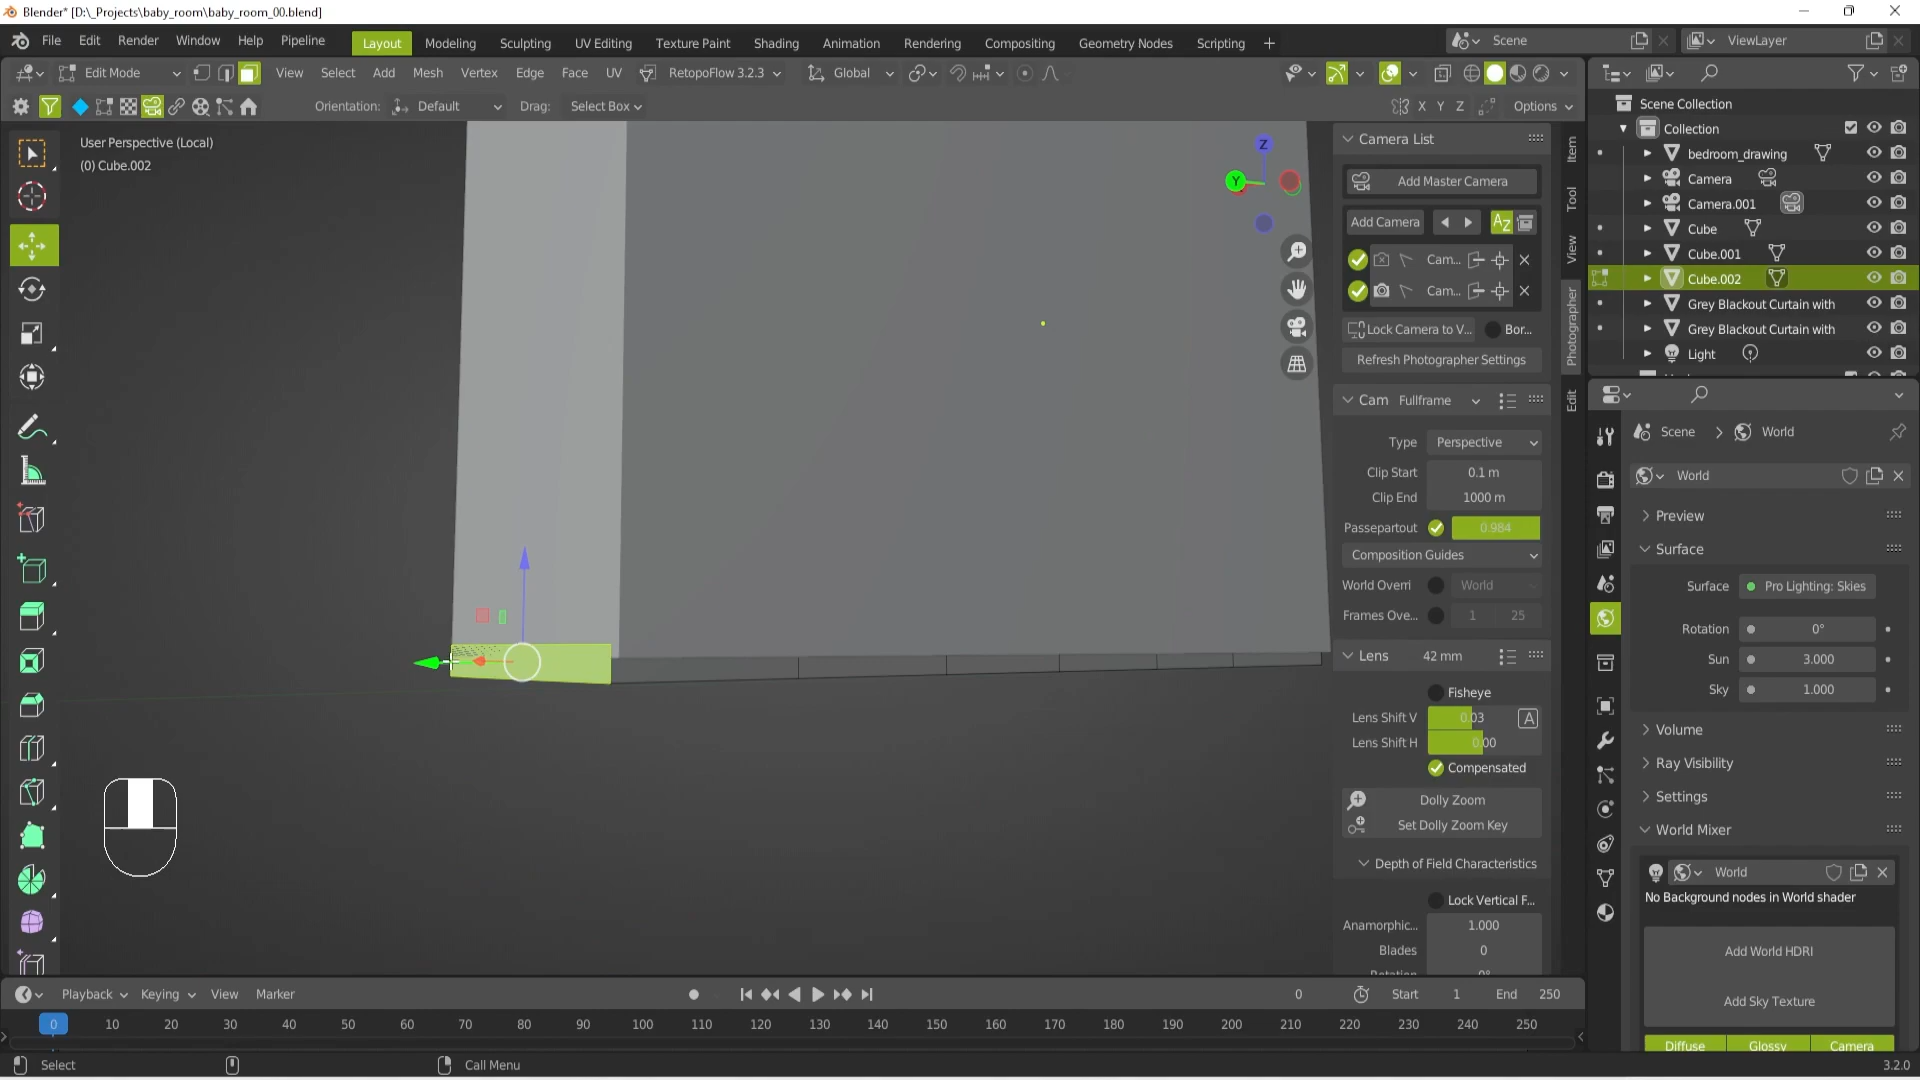 Blender* [D:\_Projects\baby_room\baby_room_00.blend]
File Edit Render Window Help Pipeline Layout Modeling Sculpting UV Editing Texture Paint Shading Animation Rendering Compositing Geometry Nodes Scripting + Scene ViewLayer
Edit Mode View Select Add Mesh Vertex Edge Face UV RetopoFlow 3.2.3 Global
Orientation: Default Drag: Select Box X Y Z Options
User Perspective (Local)
(0) Cube.002
Z
Y
Camera List
Add Master Camera
Add Camera AZ
Cam...
Cam...
Lock Camera to V... Bor...
Refresh Photographer Settings
Cam Fullframe
Type Perspective
Clip Start 0.1 m
Clip End 1000 m
Passepartout 0.984
Composition Guides
World Overri World
Frames Ove... 1 25
Lens 42 mm
Fisheye
Lens Shift V 0.03 A
Lens Shift H 0.00
Compensated
Dolly Zoom
Set Dolly Zoom Key
Depth of Field Characteristics
Lock Vertical F...
Anamorphic... 1.000
Blades 0
Rotation 0°
Item
Tool
View
Photographer
Edit
Scene Collection
Collection
bedroom_drawing
Camera
Camera.001
Cube
Cube.001
Cube.002
Grey Blackout Curtain with
Grey Blackout Curtain with
Light
Scene > World
World
Preview
Surface
Surface Pro Lighting: Skies
Rotation 0°
Sun 3.000
Sky 1.000
Volume
Ray Visibility
Settings
World Mixer
World
No Background nodes in World shader
Add World HDRI
Add Sky Texture
Diffuse Glossy Camera
Playback Keying View Marker 0 Start 1 End 250
0 10 20 30 40 50 60 70 80 90 100 110 120 130 140 150 160 170 180 190 200 210 220 230 240 250
Select Call Menu 3.2.0